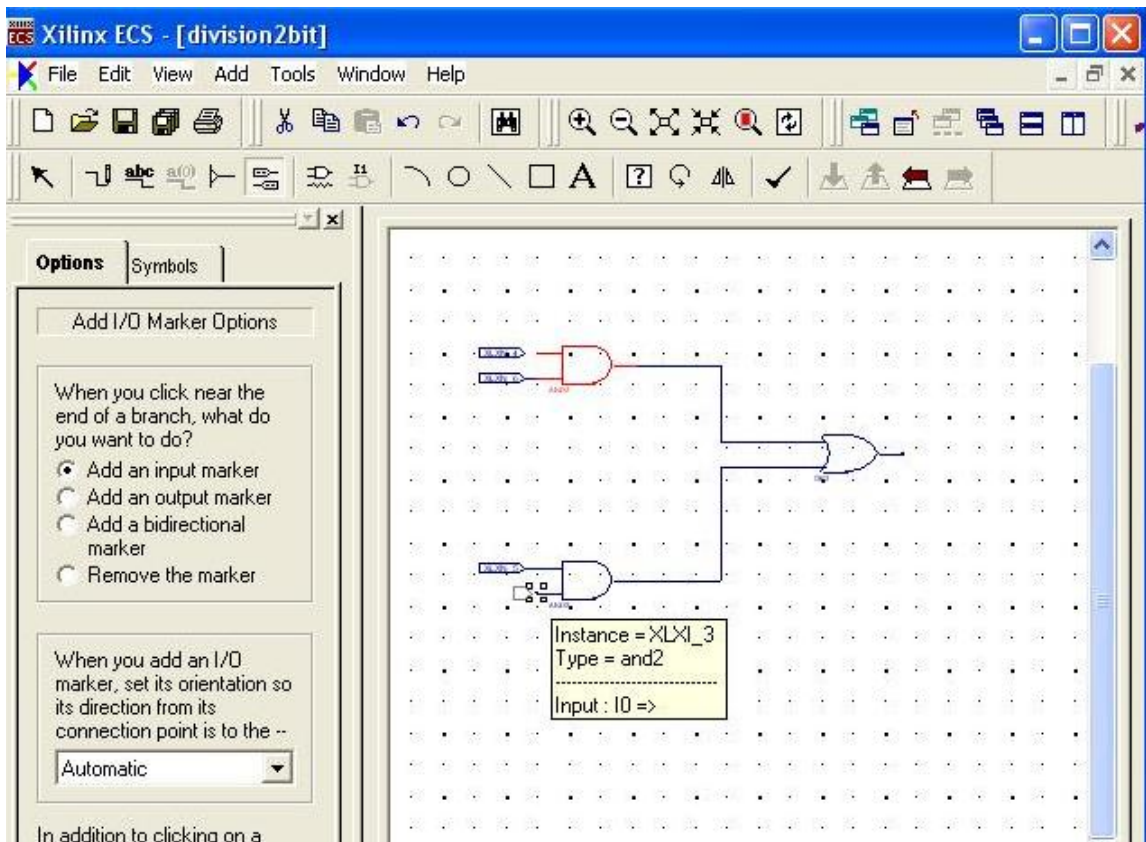 Xilinx ECS - [division2bit]
File Edit View Add Tools Window Help
Options Symbols
Add I/O Marker Options
When you click near the
end of a branch, what do
you want to do?
Add an input marker
Add an output marker
Add a bidirectional
marker
Remove the marker
When you add an I/O
marker, set its orientation so
its direction from its
connection point is to the --
Automatic
In addition to clicking on a
Instance = XLXI_3
Type = and2
Input : I0 =>